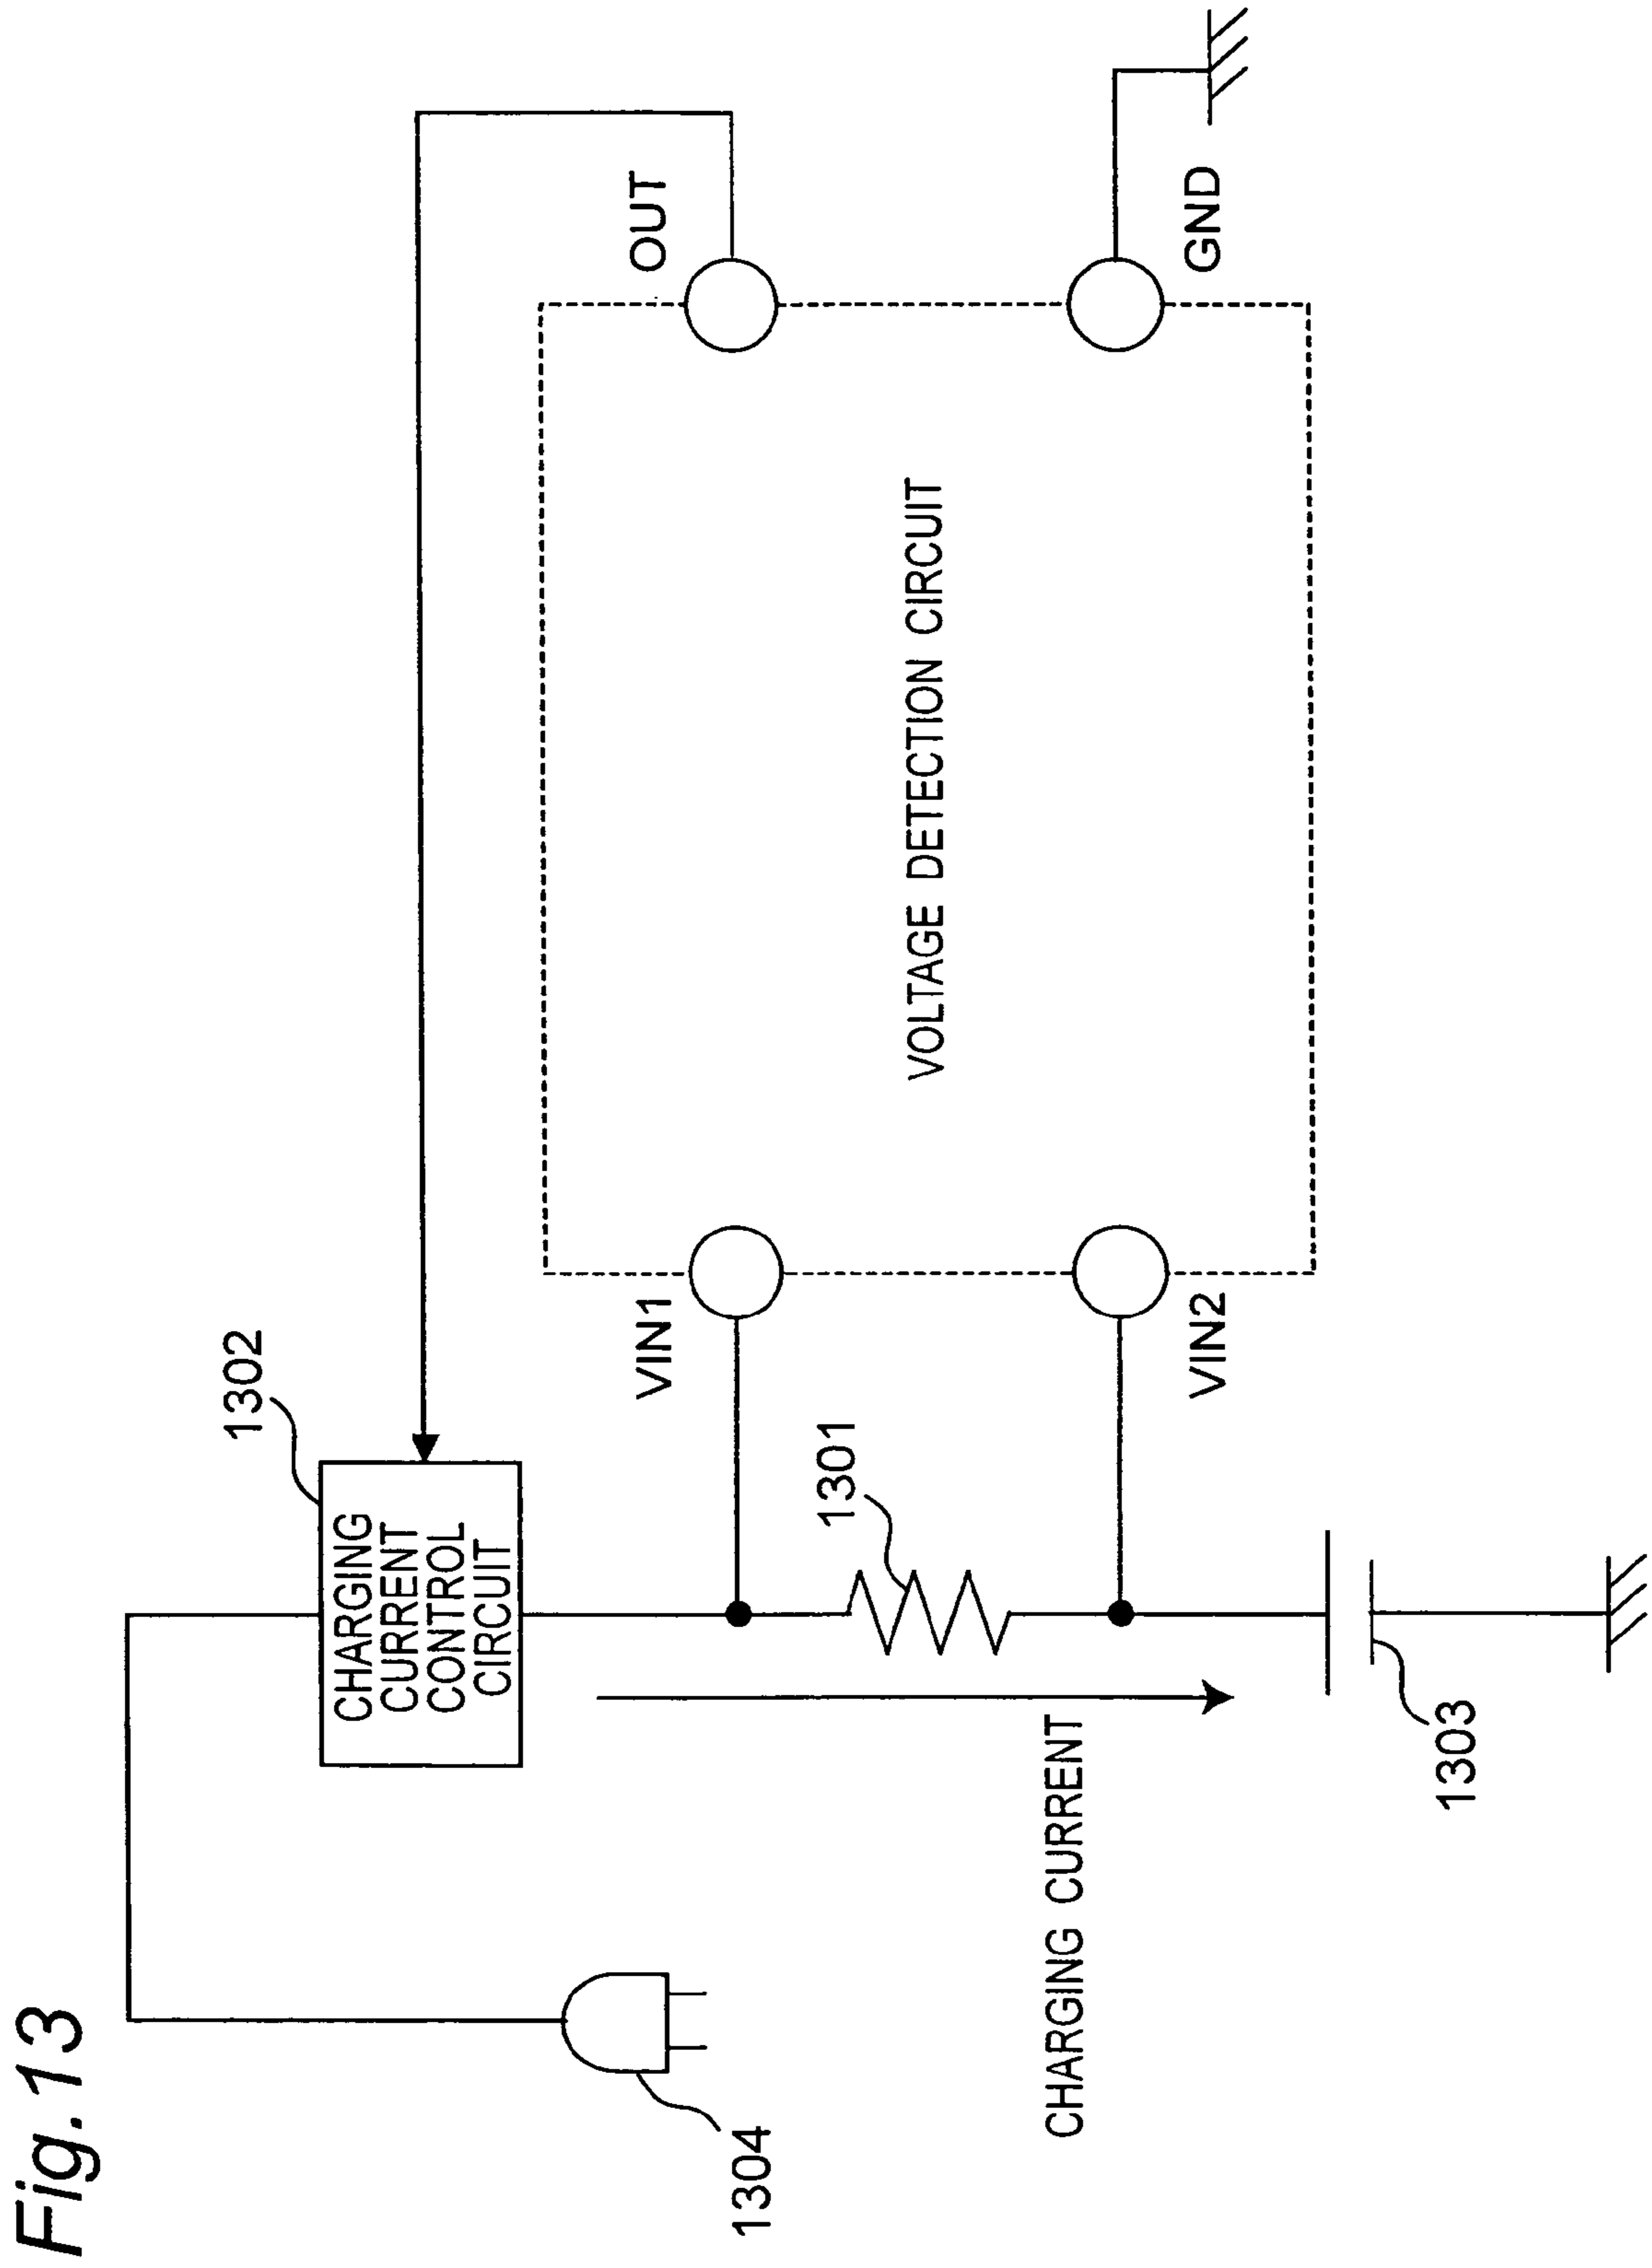 Fig.13
1304
CHARGING
CURRENT
CONTROL
CIRCUIT
1302
CHARGING CURRENT
1301
1303
VIN1
VIN2
VOLTAGE DETECTION CIRCUIT
OUT
GND